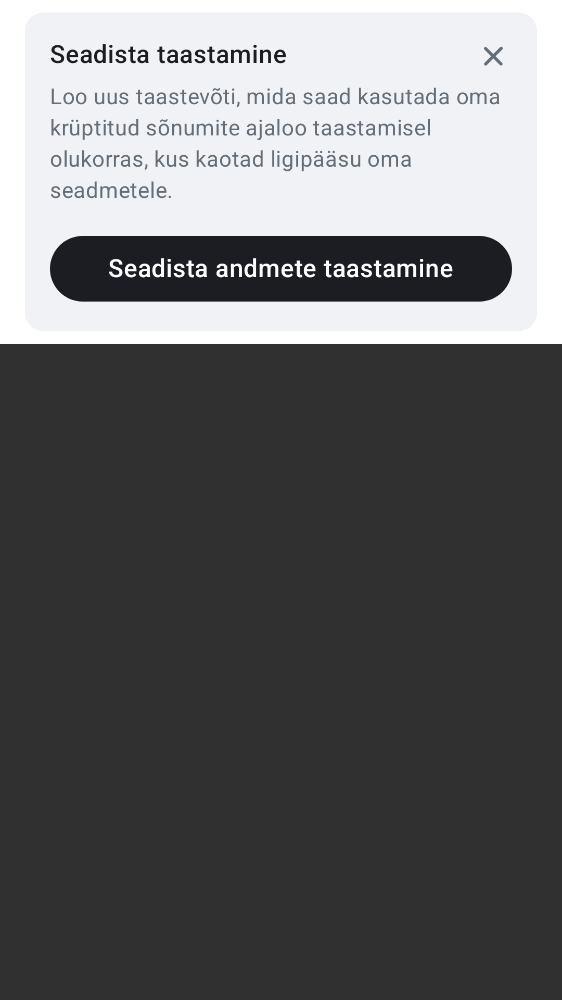 Seadista taastamine
Loo uus taastevõti, mida saad kasutada oma
krüptitud sõnumite ajaloo taastamisel
olukorras, kus kaotad ligipääsu oma
seadmetele.
Seadista andmete taastamine